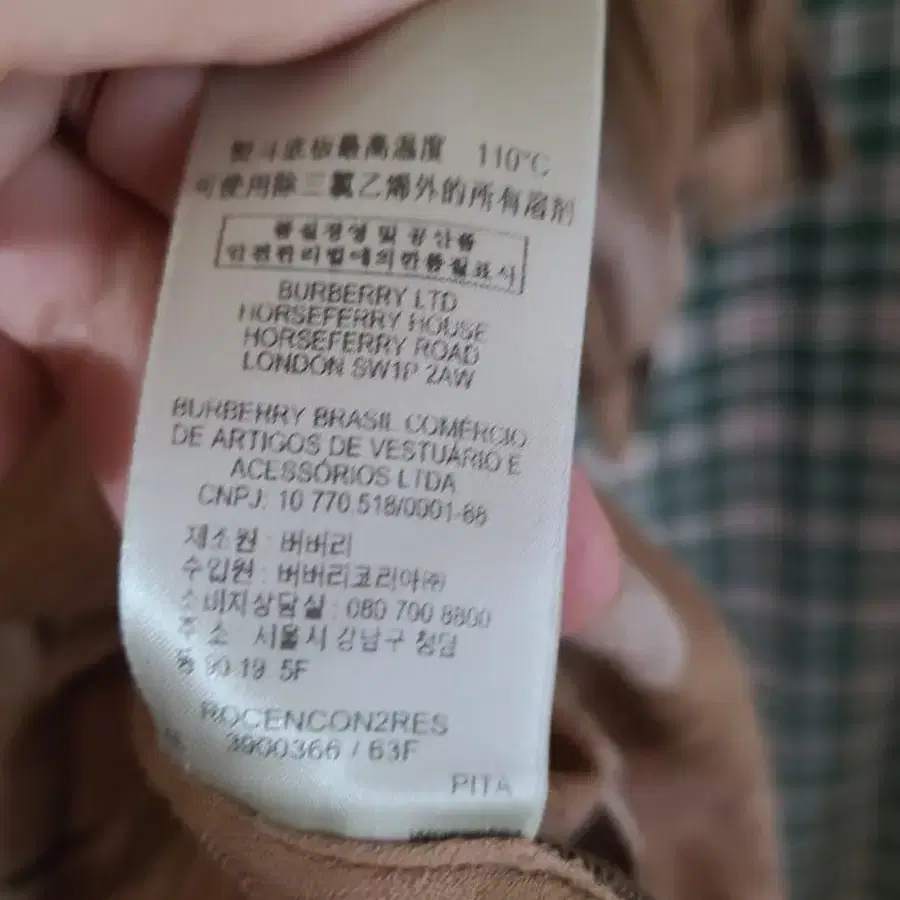 熨斗底板最高温度 110°C
可使用除三氯乙烯外的所有溶剂
품질경영 및 공산품
안전관리법에의한품질표시
BURBERRY LTD
HORSEFERRY HOUSE
HORSEFERRY ROAD
LONDON SW1P 2AW
BURBERRY BRASIL COMÉRCIO
DE ARTIGOS DE VESTUÁRIO E
ACESSÓRIOS LTDA
CNPJ: 10 770.518/0001-68
제소원 : 버버리
수입원 : 버버리코리아㈜
소비자상담실 : 080 700 8800
주 소 서울시 강남구 청담
동 90 19 5F
ROCENCON2RES
3900366 / 63F
PITA